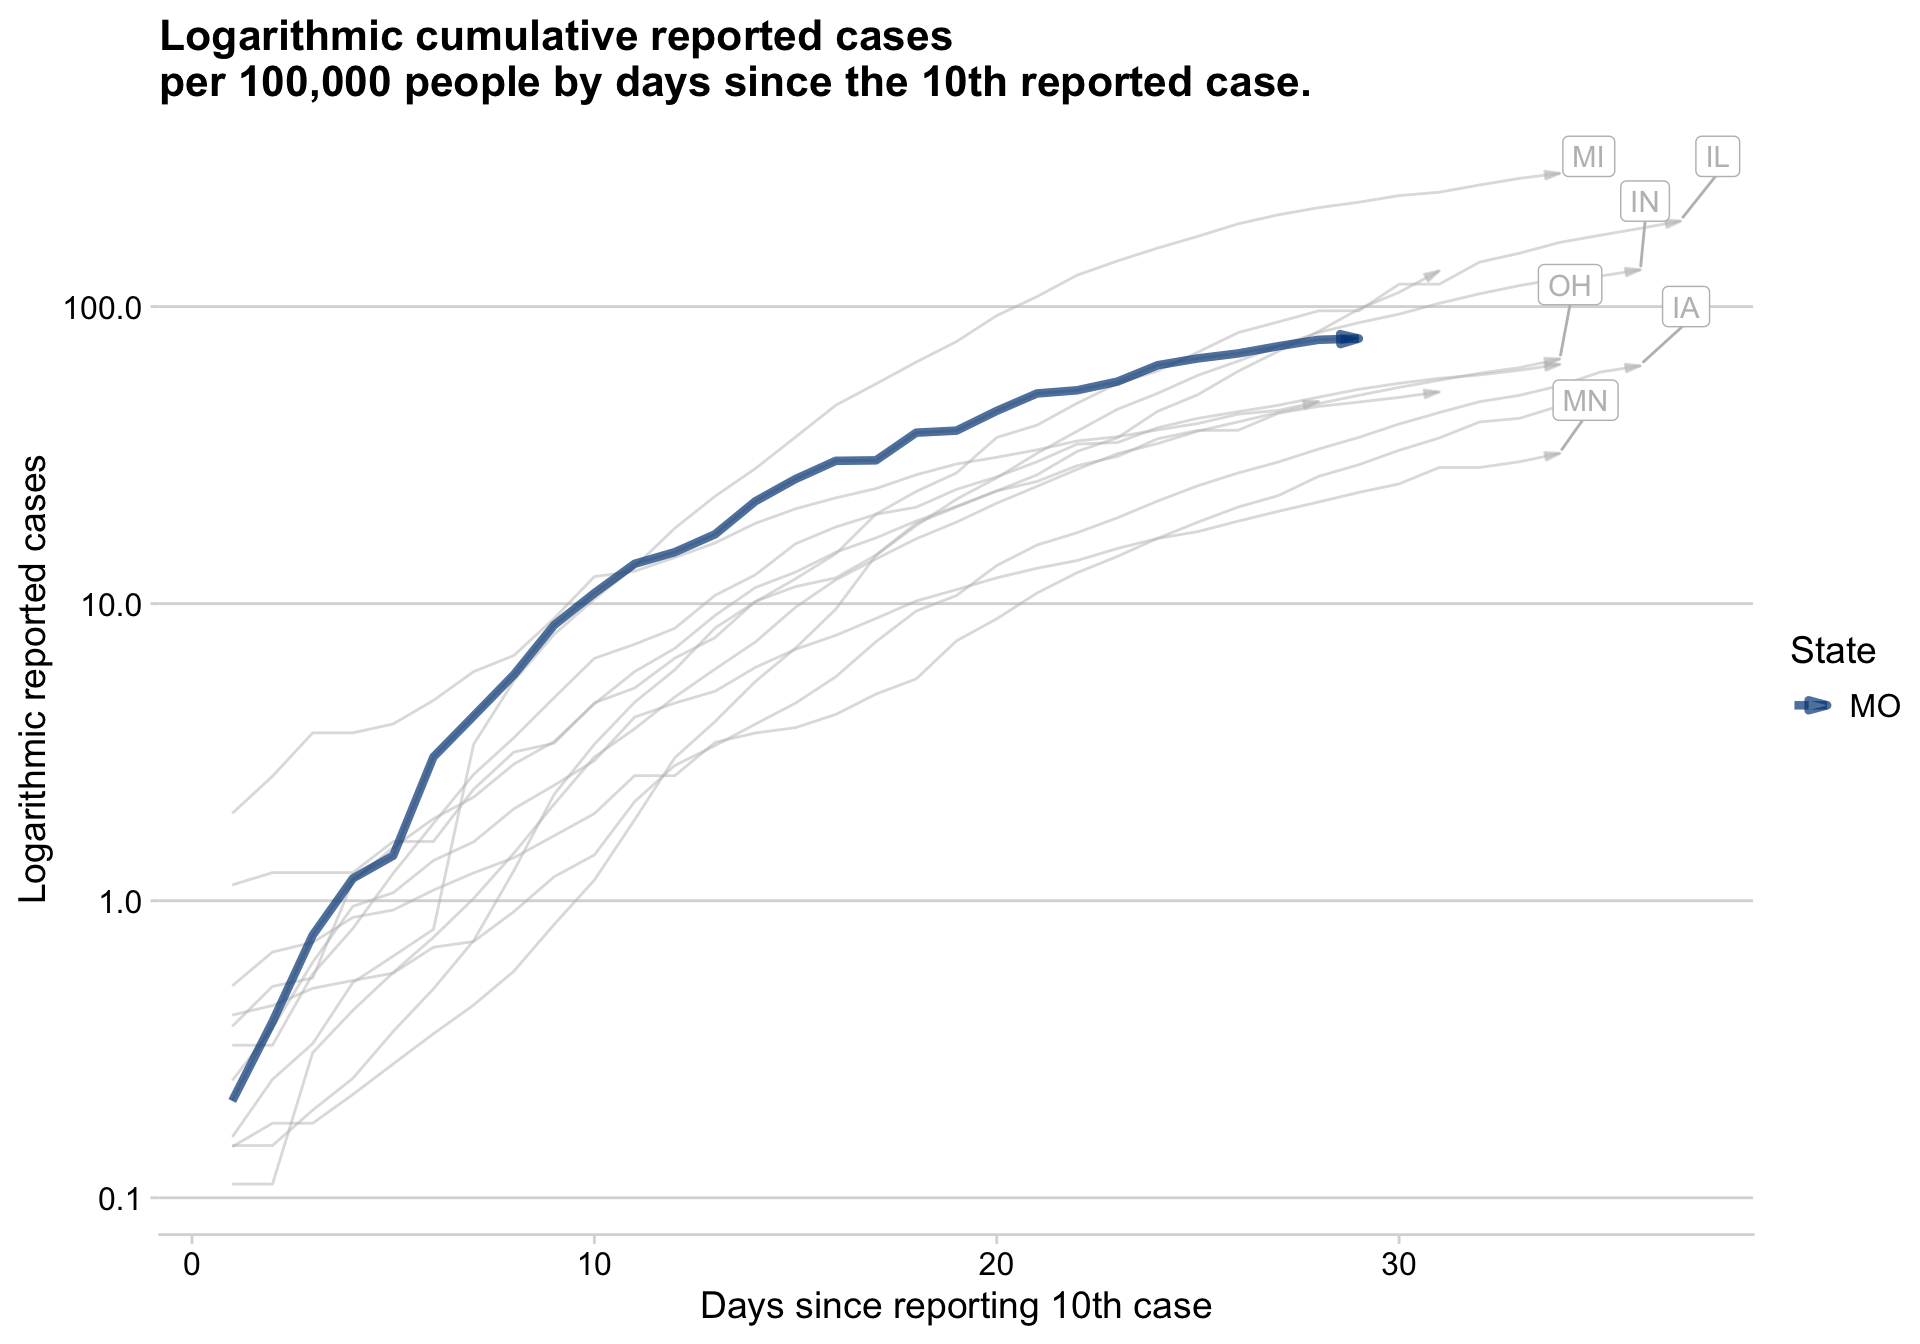 Logarithmic cumulative reported cases
per 100,000 people by days since the 10th reported case.
MI
IL
IN
OH
IA
MN
100.0
10.0
1.0
0.1
Logarithmic reported cases
State
MO
0
10
20
30
Days since reporting 10th case